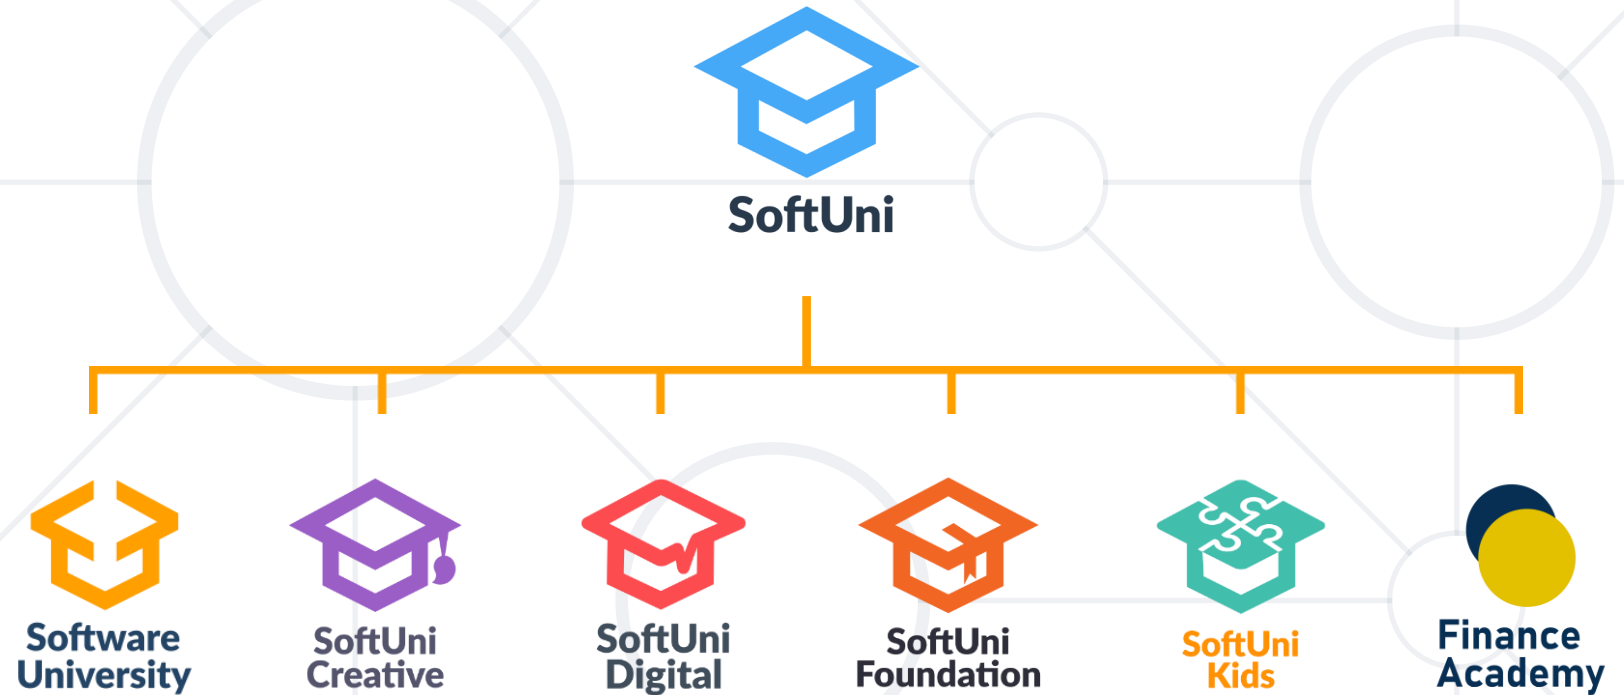 SoftUni
Software
University
SoftUni
Creative
SoftUni
Digital
SoftUni
Foundation
SoftUni
Kids
Finance
Academy